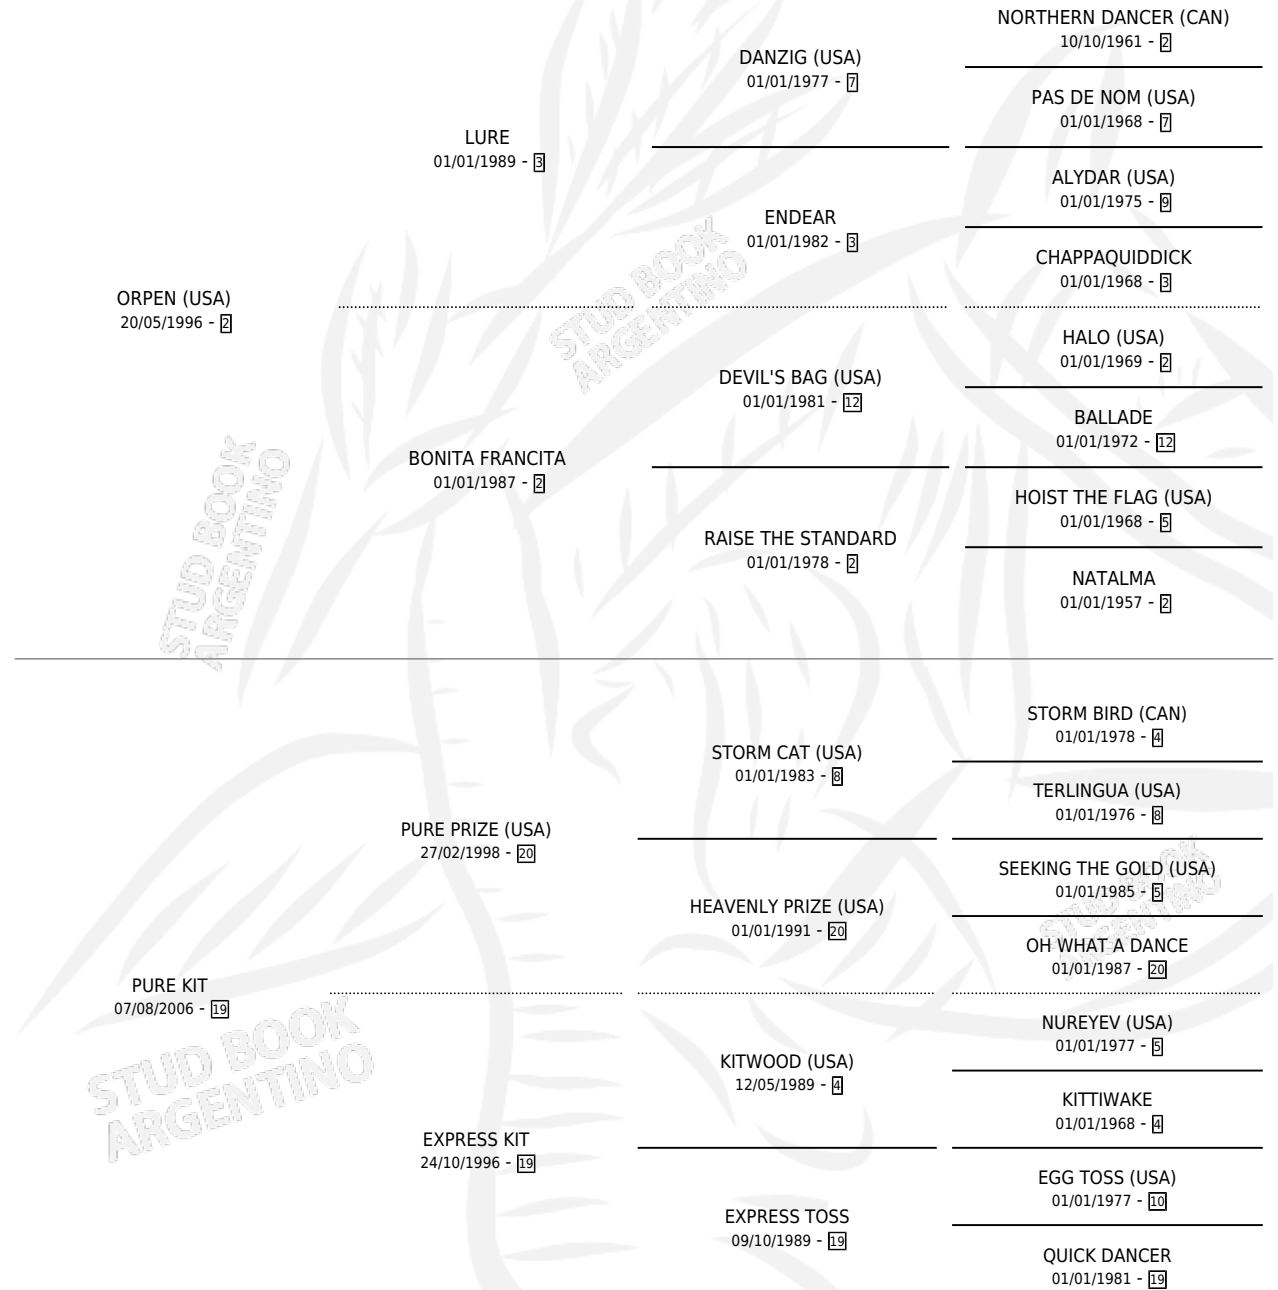 NORTHERN DANCER (CAN)
10/10/1961 - 2
DANZIG (USA)
01/01/1977 - 7
PAS DE NOM (USA)
01/01/1968 - 7
LURE
01/01/1989 - 3
ALYDAR (USA)
01/01/1975 - 9
ENDEAR
01/01/1982 - 3
CHAPPAQUIDDICK
01/01/1968 - 3
ORPEN (USA)
20/05/1996 - 2
HALO (USA)
01/01/1969 - 2
DEVIL'S BAG (USA)
01/01/1981 - 12
BALLADE
01/01/1972 - 12
BONITA FRANCITA
01/01/1987 - 2
HOIST THE FLAG (USA)
01/01/1968 - 5
RAISE THE STANDARD
01/01/1978 - 2
NATALMA
01/01/1957 - 2
STORM BIRD (CAN)
01/01/1978 - 4
STORM CAT (USA)
01/01/1983 - 8
TERLINGUA (USA)
01/01/1976 - 8
PURE PRIZE (USA)
27/02/1998 - 20
SEEKING THE GOLD (USA)
01/01/1985 - 5
HEAVENLY PRIZE (USA)
01/01/1991 - 20
OH WHAT A DANCE
01/01/1987 - 20
PURE KIT
07/08/2006 - 19
NUREYEV (USA)
01/01/1977 - 5
KITWOOD (USA)
12/05/1989 - 4
KITTIWAKE
01/01/1968 - 4
EXPRESS KIT
24/10/1996 - 19
EGG TOSS (USA)
01/01/1977 - 10
EXPRESS TOSS
09/10/1989 - 19
QUICK DANCER
01/01/1981 - 19
STUD BOOK
ARGENTINO
STUD BOOK
ARGENTINO
STUD BOOK
ARGENTINO
STUD BOOK
ARGENTINO